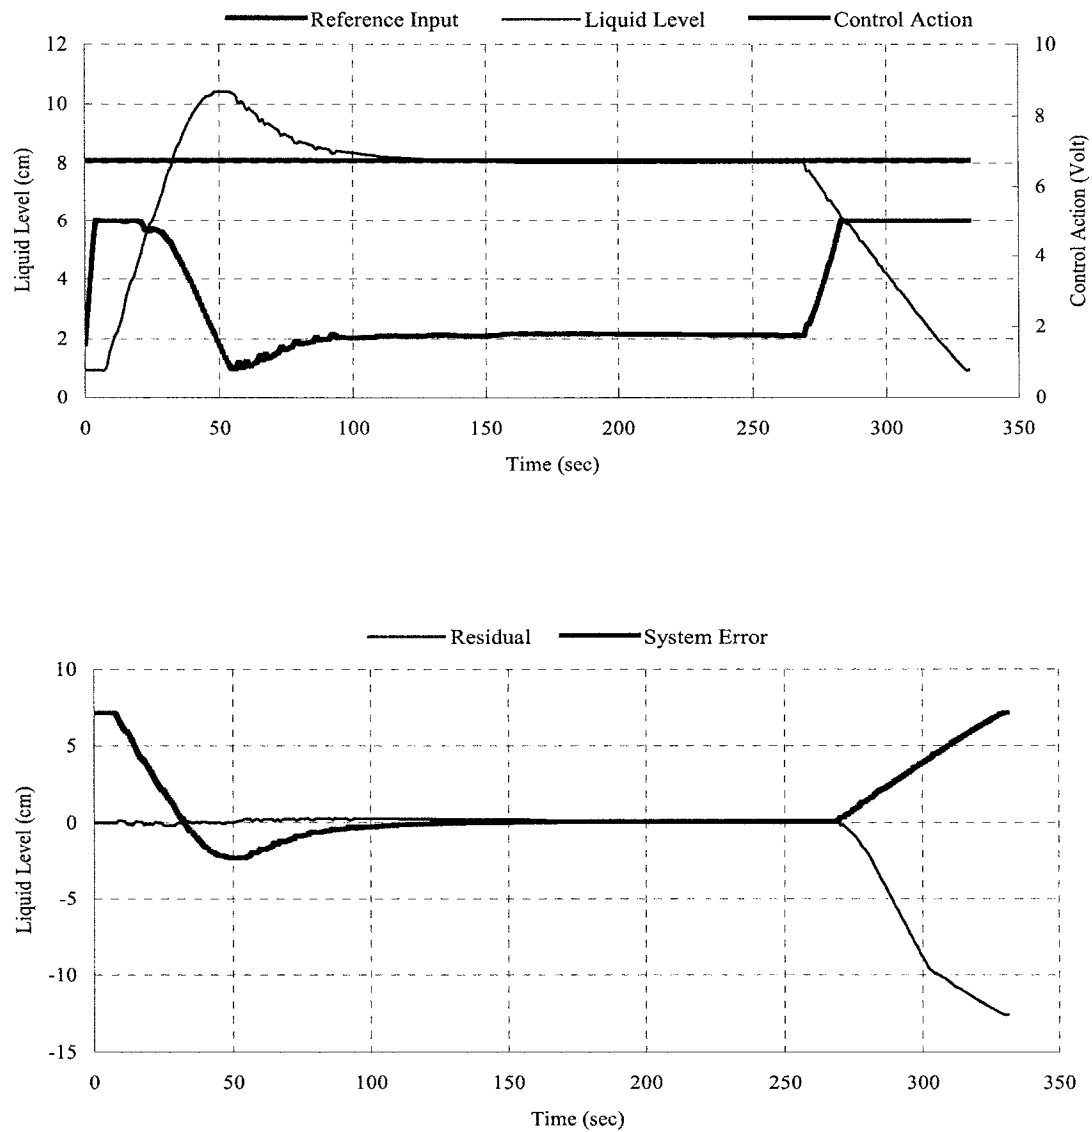 Reference Input Liquid Level Control Action
12 10
10 8
8 6
6 4
4 2
2
0 0
0 50 100 150 200 250 300 350
Liquid Level (cm)
Control Action (Volt)
Time (sec)
Residual System Error
10
5
0
-5
-10
-15
0 50 100 150 200 250 300 350
Liquid Level (cm)
Time (sec)